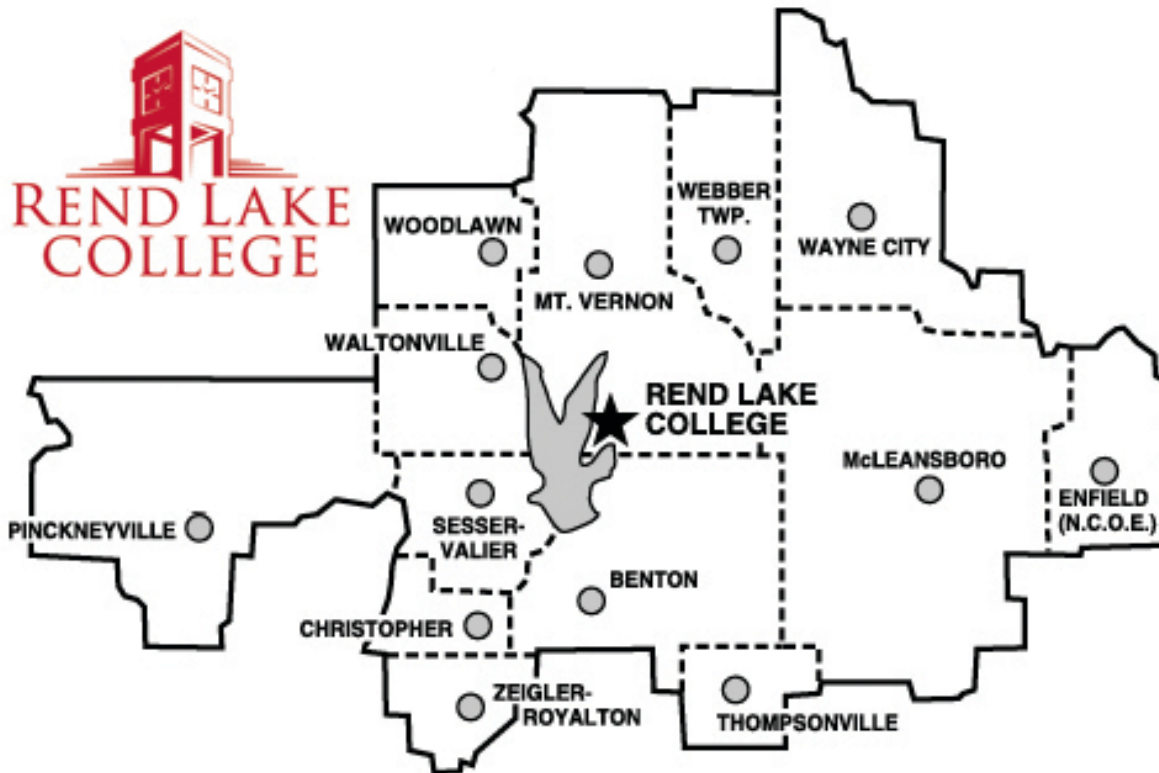 REND LAKE
COLLEGE
WEBBER
TWP.
WOODLAWN
WAYNE CITY
MT. VERNON
WALTONVILLE
REND LAKE
COLLEGE
McLEANSBORO
ENFIELD
(N.C.O.E.)
PINCKNEYVILLE
SESSER-
VALIER
BENTON
CHRISTOPHER
ZEIGLER-
ROYALTON
THOMPSONVILLE